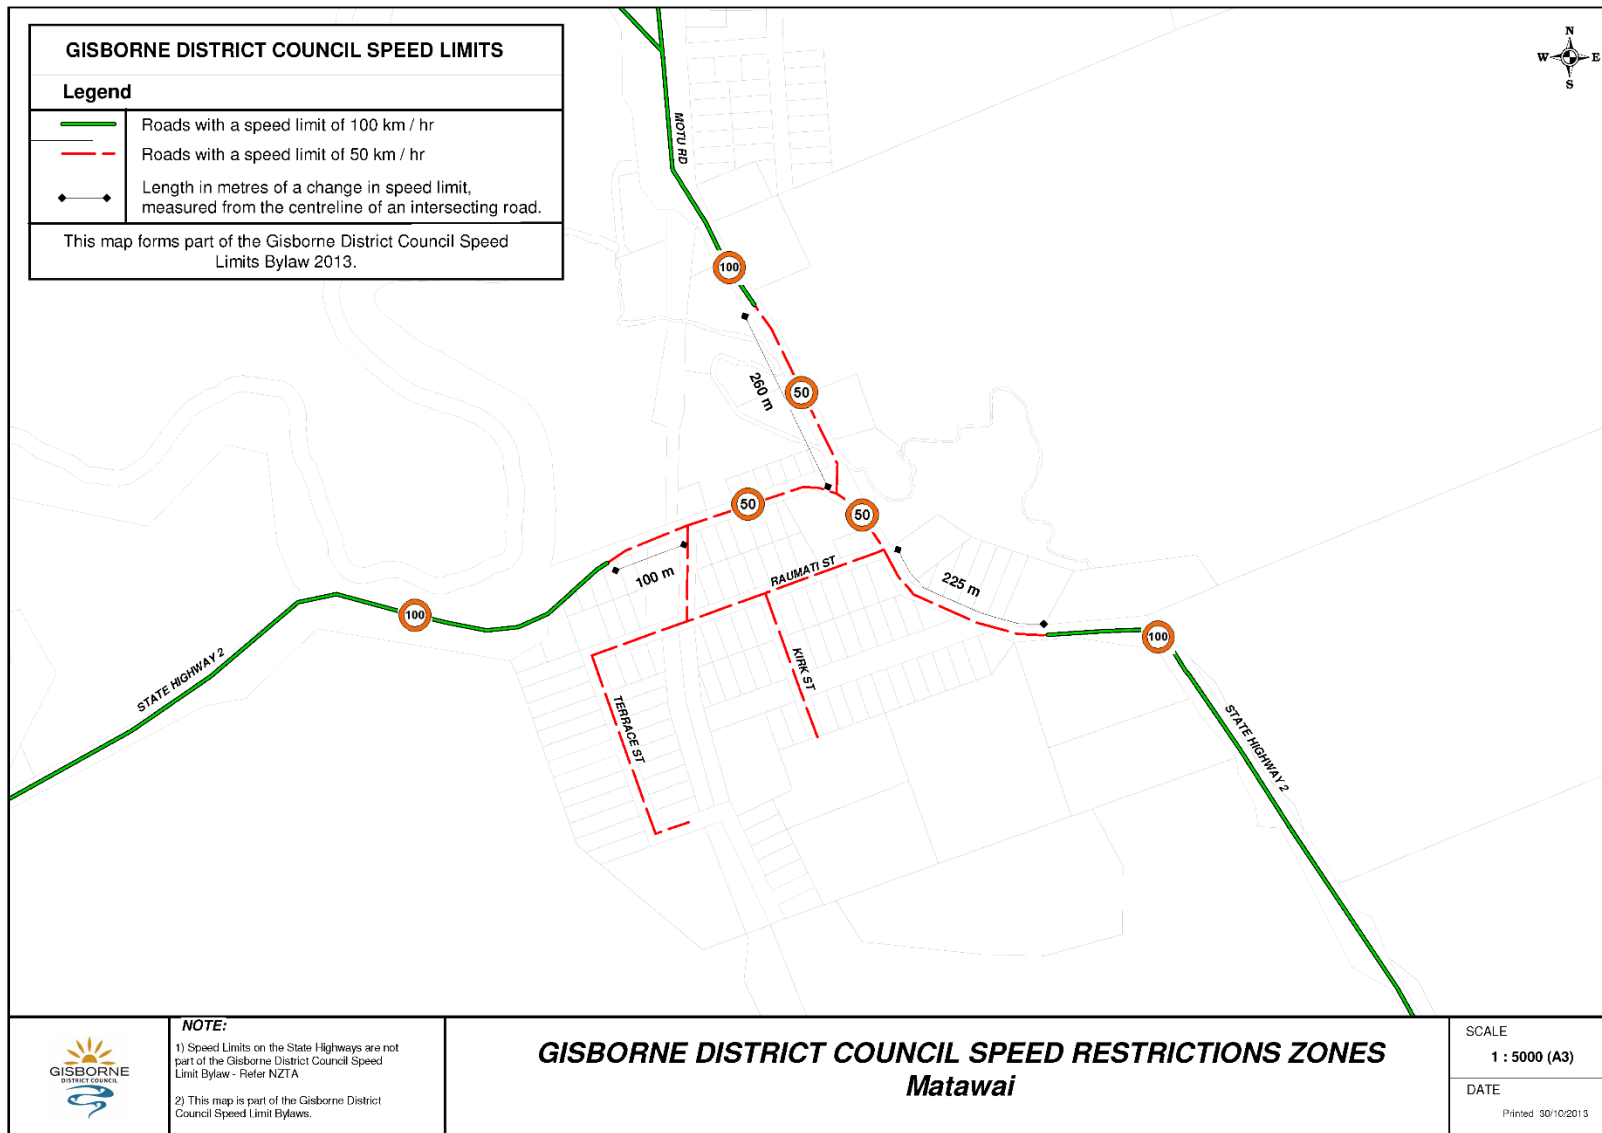 GISBORNE DISTRICT COUNCIL SPEED LIMITS
Legend
Roads with a speed limit of 100 km / hr
Roads with a speed limit of 50 km / hr
Length in metres of a change in speed limit,
measured from the centreline of an intersecting road.
This map forms part of the Gisborne District Council Speed
Limits Bylaw 2013.
N
W
E
S
MOTU RD
100
260 m
50
50
50
100 m
RAUMATI ST
225 m
100
100
KIRK ST
STATE HIGHWAY 2
TERRACE ST
STATE HIGHWAY 2
GISBORNE
DISTRICT COUNCIL
NOTE:
1) Speed Limits on the State Highways are not
part of the Gisborne District Council Speed
Limit Bylaw - Refer NZTA
2) This map is part of the Gisborne District
Council Speed Limit Bylaws.
GISBORNE DISTRICT COUNCIL SPEED RESTRICTIONS ZONES
Matawai
SCALE
1 : 5000 (A3)
DATE
Printed 30/10/2013